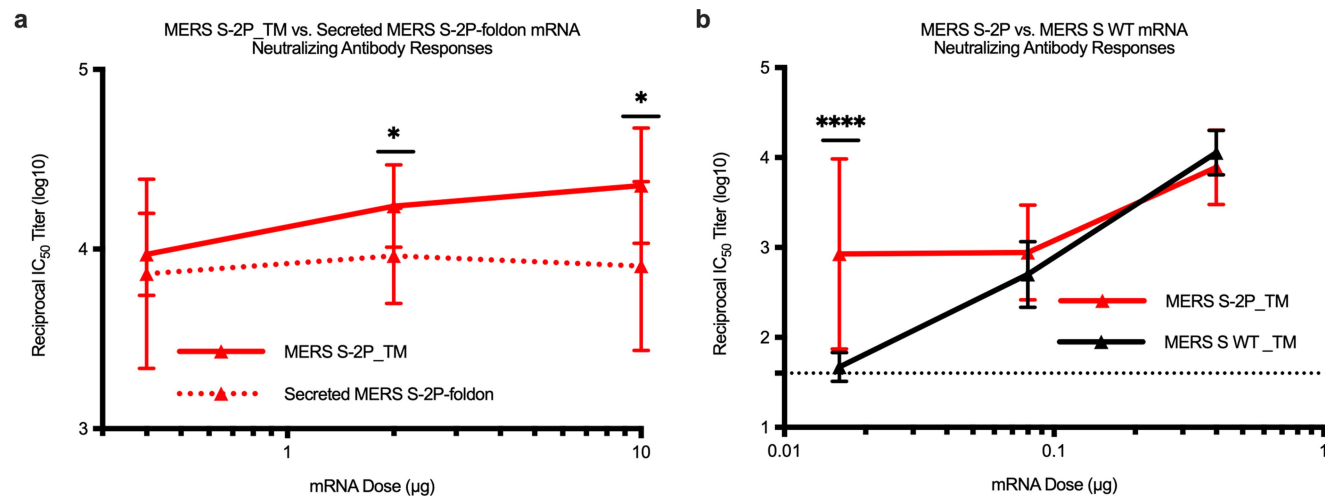 a
MERS S-2P_TM vs. Secreted MERS S-2P-foldon mRNA
Neutralizing Antibody Responses
5
4
3
Reciprocal IC50 Titer (log10)
*
*
MERS S-2P_TM
Secreted MERS S-2P-foldon
1
10
mRNA Dose (µg)
b
MERS S-2P vs. MERS S WT mRNA
Neutralizing Antibody Responses
5
4
3
2
1
Reciprocal IC50 Titer (log10)
****
MERS S-2P_TM
MERS S WT _TM
0.01
0.1
1
mRNA Dose (µg)